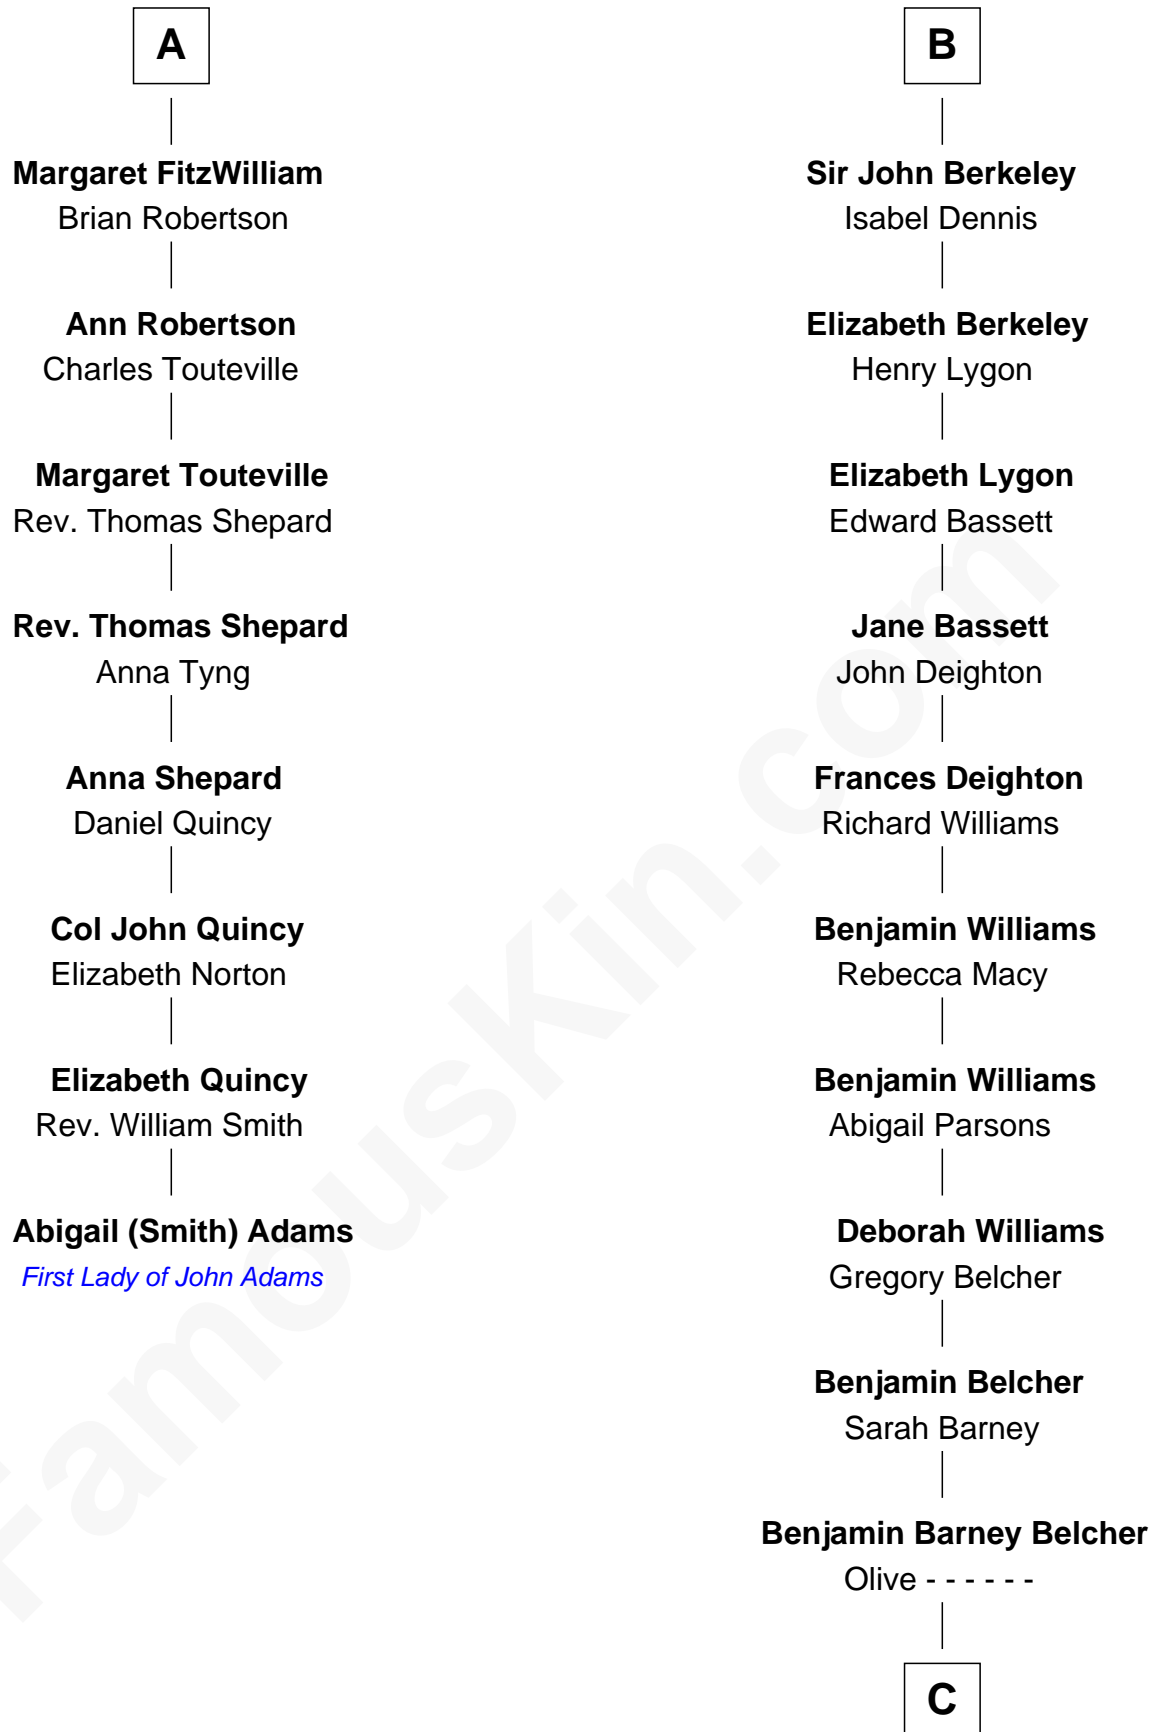 A
Margaret FitzWilliam
Brian Robertson
Ann Robertson
Charles Touteville
Margaret Touteville
Rev. Thomas Shepard
Rev. Thomas Shepard
Anna Tyng
Anna Shepard
Daniel Quincy
Col John Quincy
Elizabeth Norton
Elizabeth Quincy
Rev. William Smith
Abigail (Smith) Adams
First Lady of John Adams
B
Sir John Berkeley
Isabel Dennis
Elizabeth Berkeley
Henry Lygon
Elizabeth Lygon
Edward Bassett
Jane Bassett
John Deighton
Frances Deighton
Richard Williams
Benjamin Williams
Rebecca Macy
Benjamin Williams
Abigail Parsons
Deborah Williams
Gregory Belcher
Benjamin Belcher
Sarah Barney
Benjamin Barney Belcher
Olive - - - - - -
C
FamousKin.com